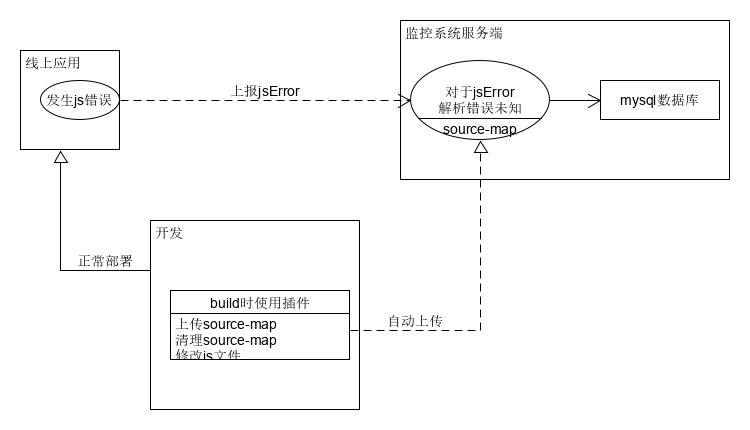 监控系统服务端
线上应用
发生js错误
上报jsError
对于jsError
解析错误未知
source-map
mysql数据库
开发
正常部署
build时使用插件
上传source-map
清理source-map
修改js文件
自动上传